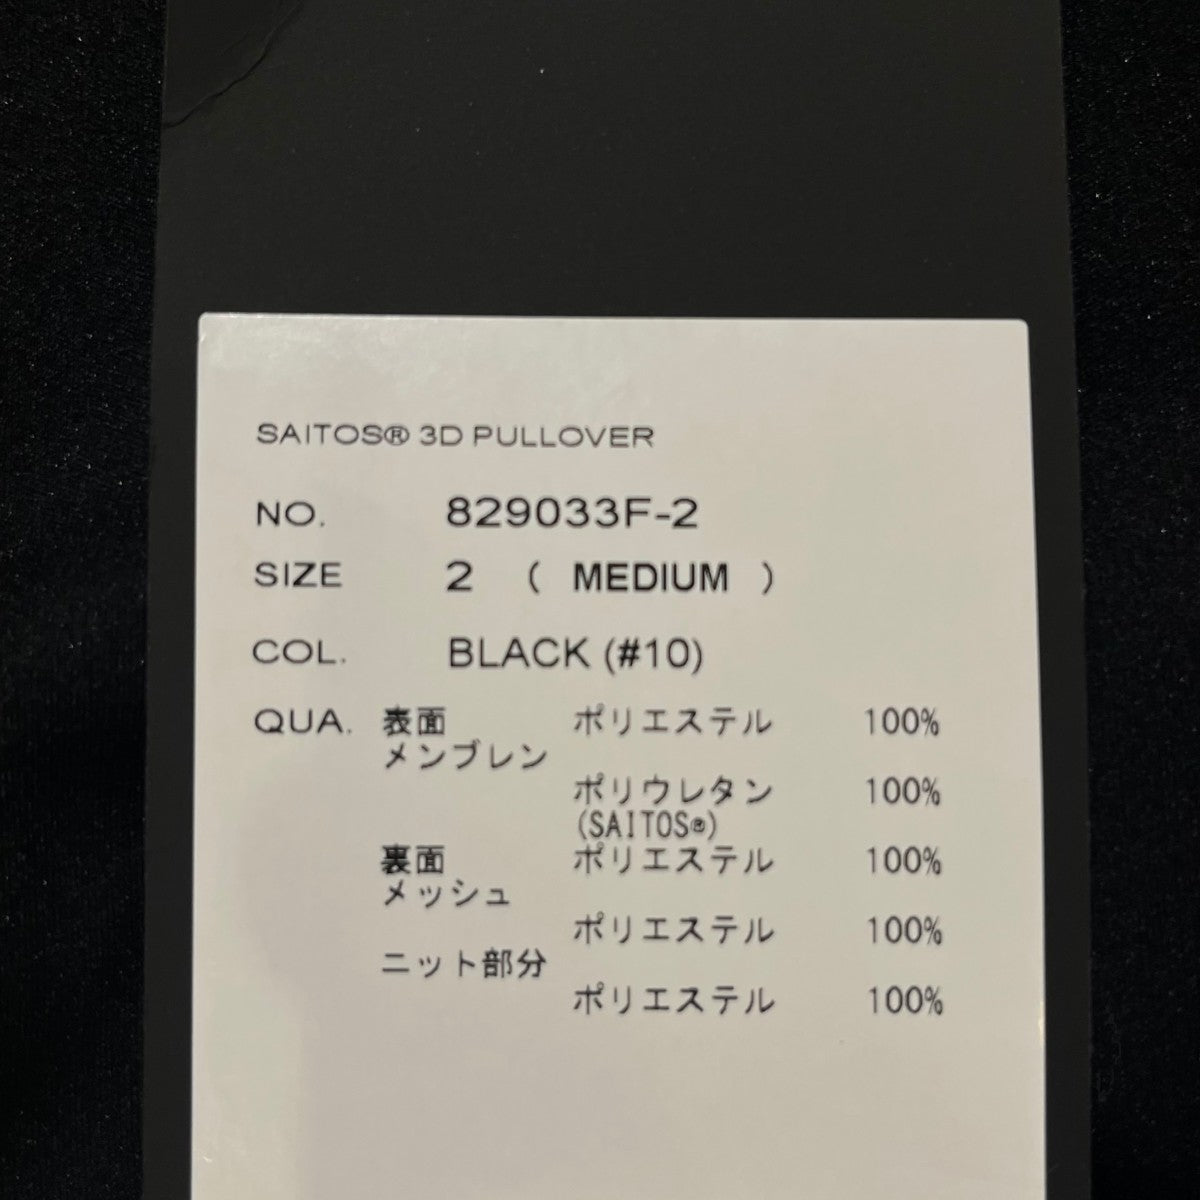 SAITOS® 3D PULLOVER
NO. 829033F-2
SIZE 2 ( MEDIUM )
COL. BLACK (#10)
QUA. 表面 ポリエステル 100%
メンブレン
ポリウレタン 100%
(SAITOS®)
裏面 ポリエステル 100%
メッシュ
ポリエステル 100%
ニット部分
ポリエステル 100%